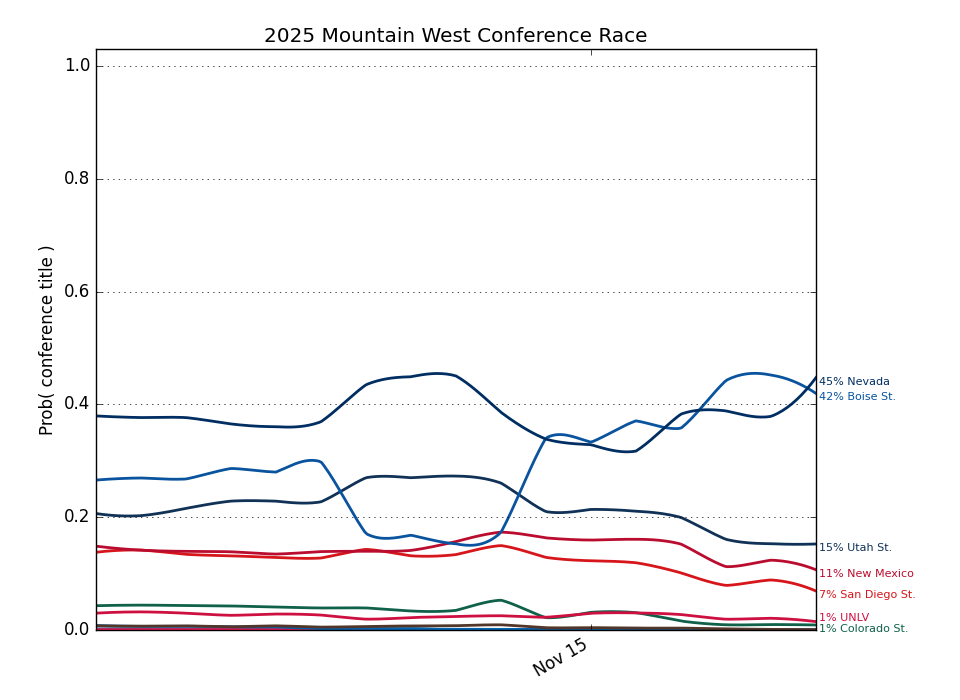 2025 Mountain West Conference Race
Prob( conference title )
1.0
0.8
0.6
0.4
0.2
0.0
45% Nevada
42% Boise St.
15% Utah St.
11% New Mexico
7% San Diego St.
1% UNLV
1% Colorado St.
Nov 15